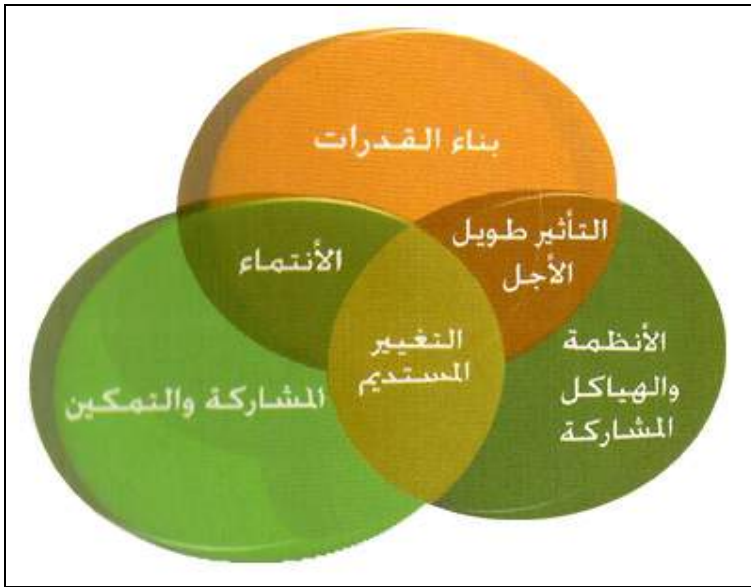 بناء القدرات
التأثير طويل
الأجل
الأنتماء
الأنظمة
والهياكل
المشاركة
التغيير
المستديم
المشاركة والتمكين